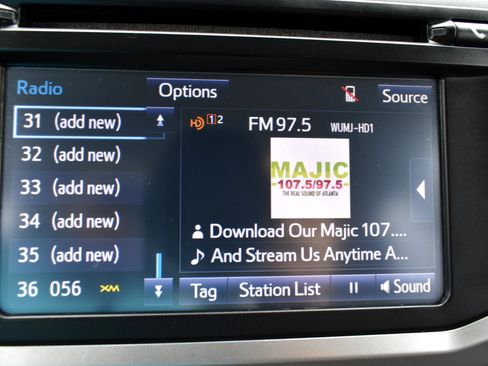 Radio
Options
Source
31 (add new)
32 (add new)
33 (add new)
34 (add new)
35 (add new)
36 056 XM
HD 1 2
FM 97.5 WUMJ-HD1
MAJIC
107.5/97.5
THE REAL SOUND OF ATLANTA
Download Our Majic 107....
And Stream Us Anytime A...
Tag
Station List
Sound